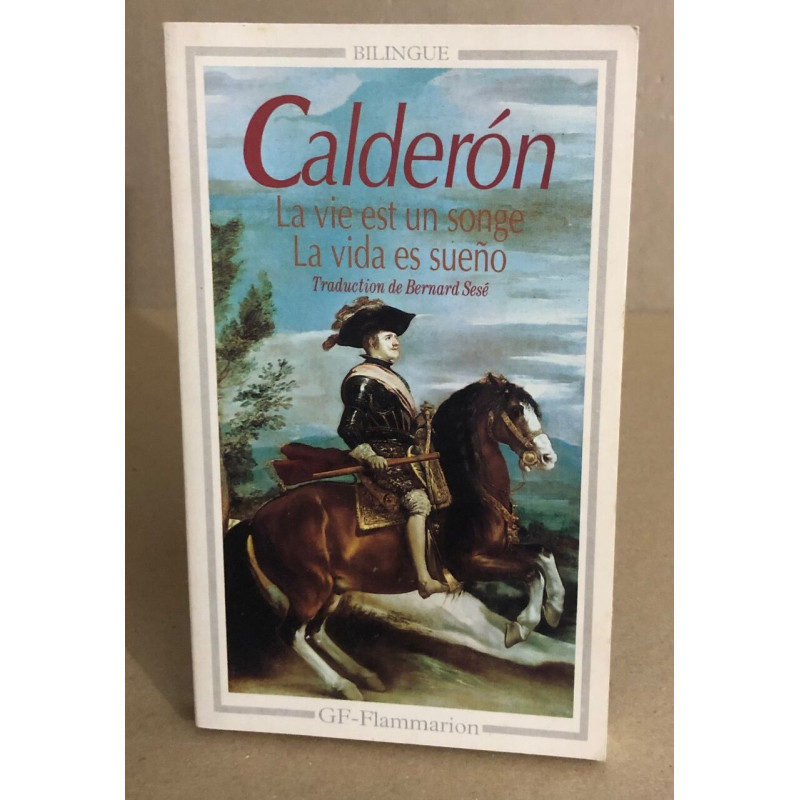 BILINGUE
Calderón
La vie est un songe
La vida es sueño
Traduction de Bernard Sesé
GF-Flammarion